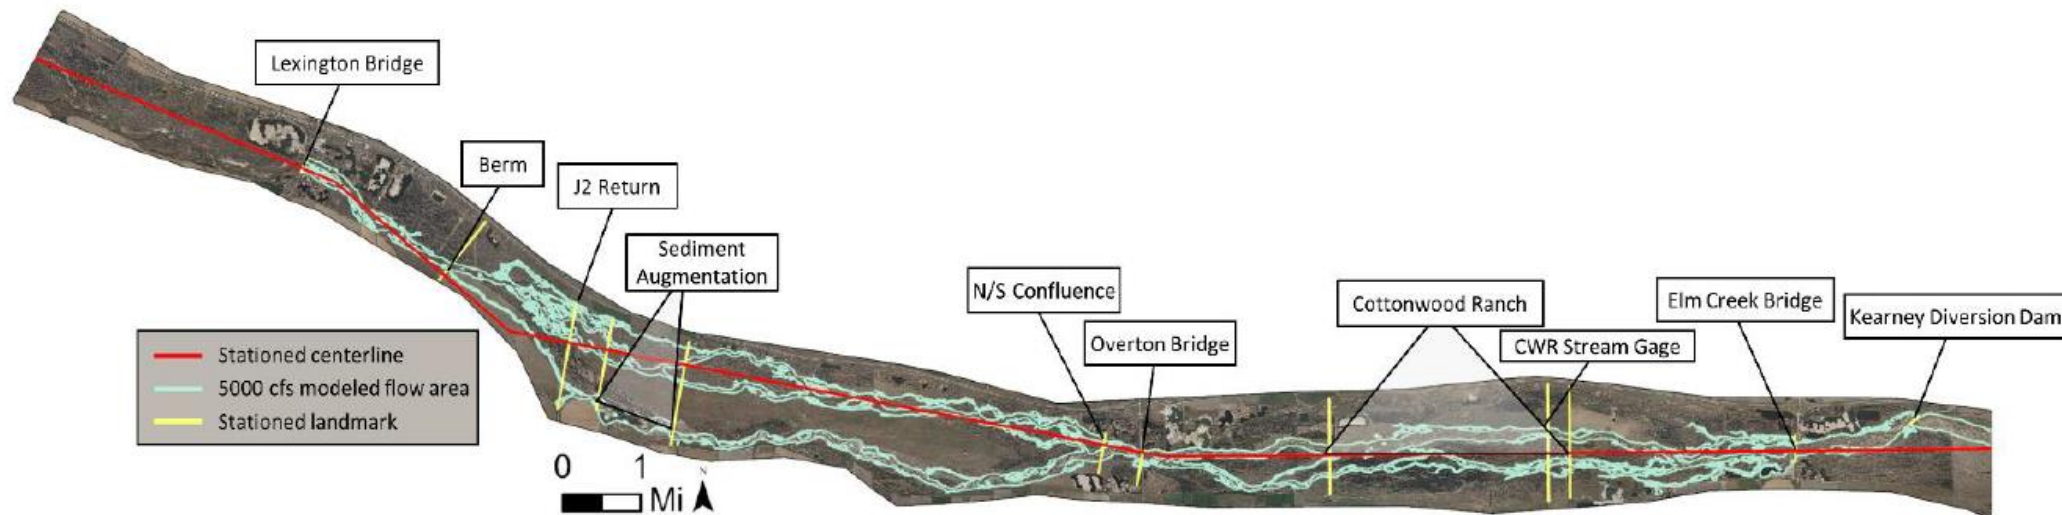 Lexington Bridge
Berm
J2 Return
Sediment
Augmentation
N/S Confluence
Overton Bridge
Cottonwood Ranch
CWR Stream Gage
Elm Creek Bridge
Kearney Diversion Dam
Stationed centerline
5000 cfs modeled flow area
Stationed landmark
0 1
Mi
N